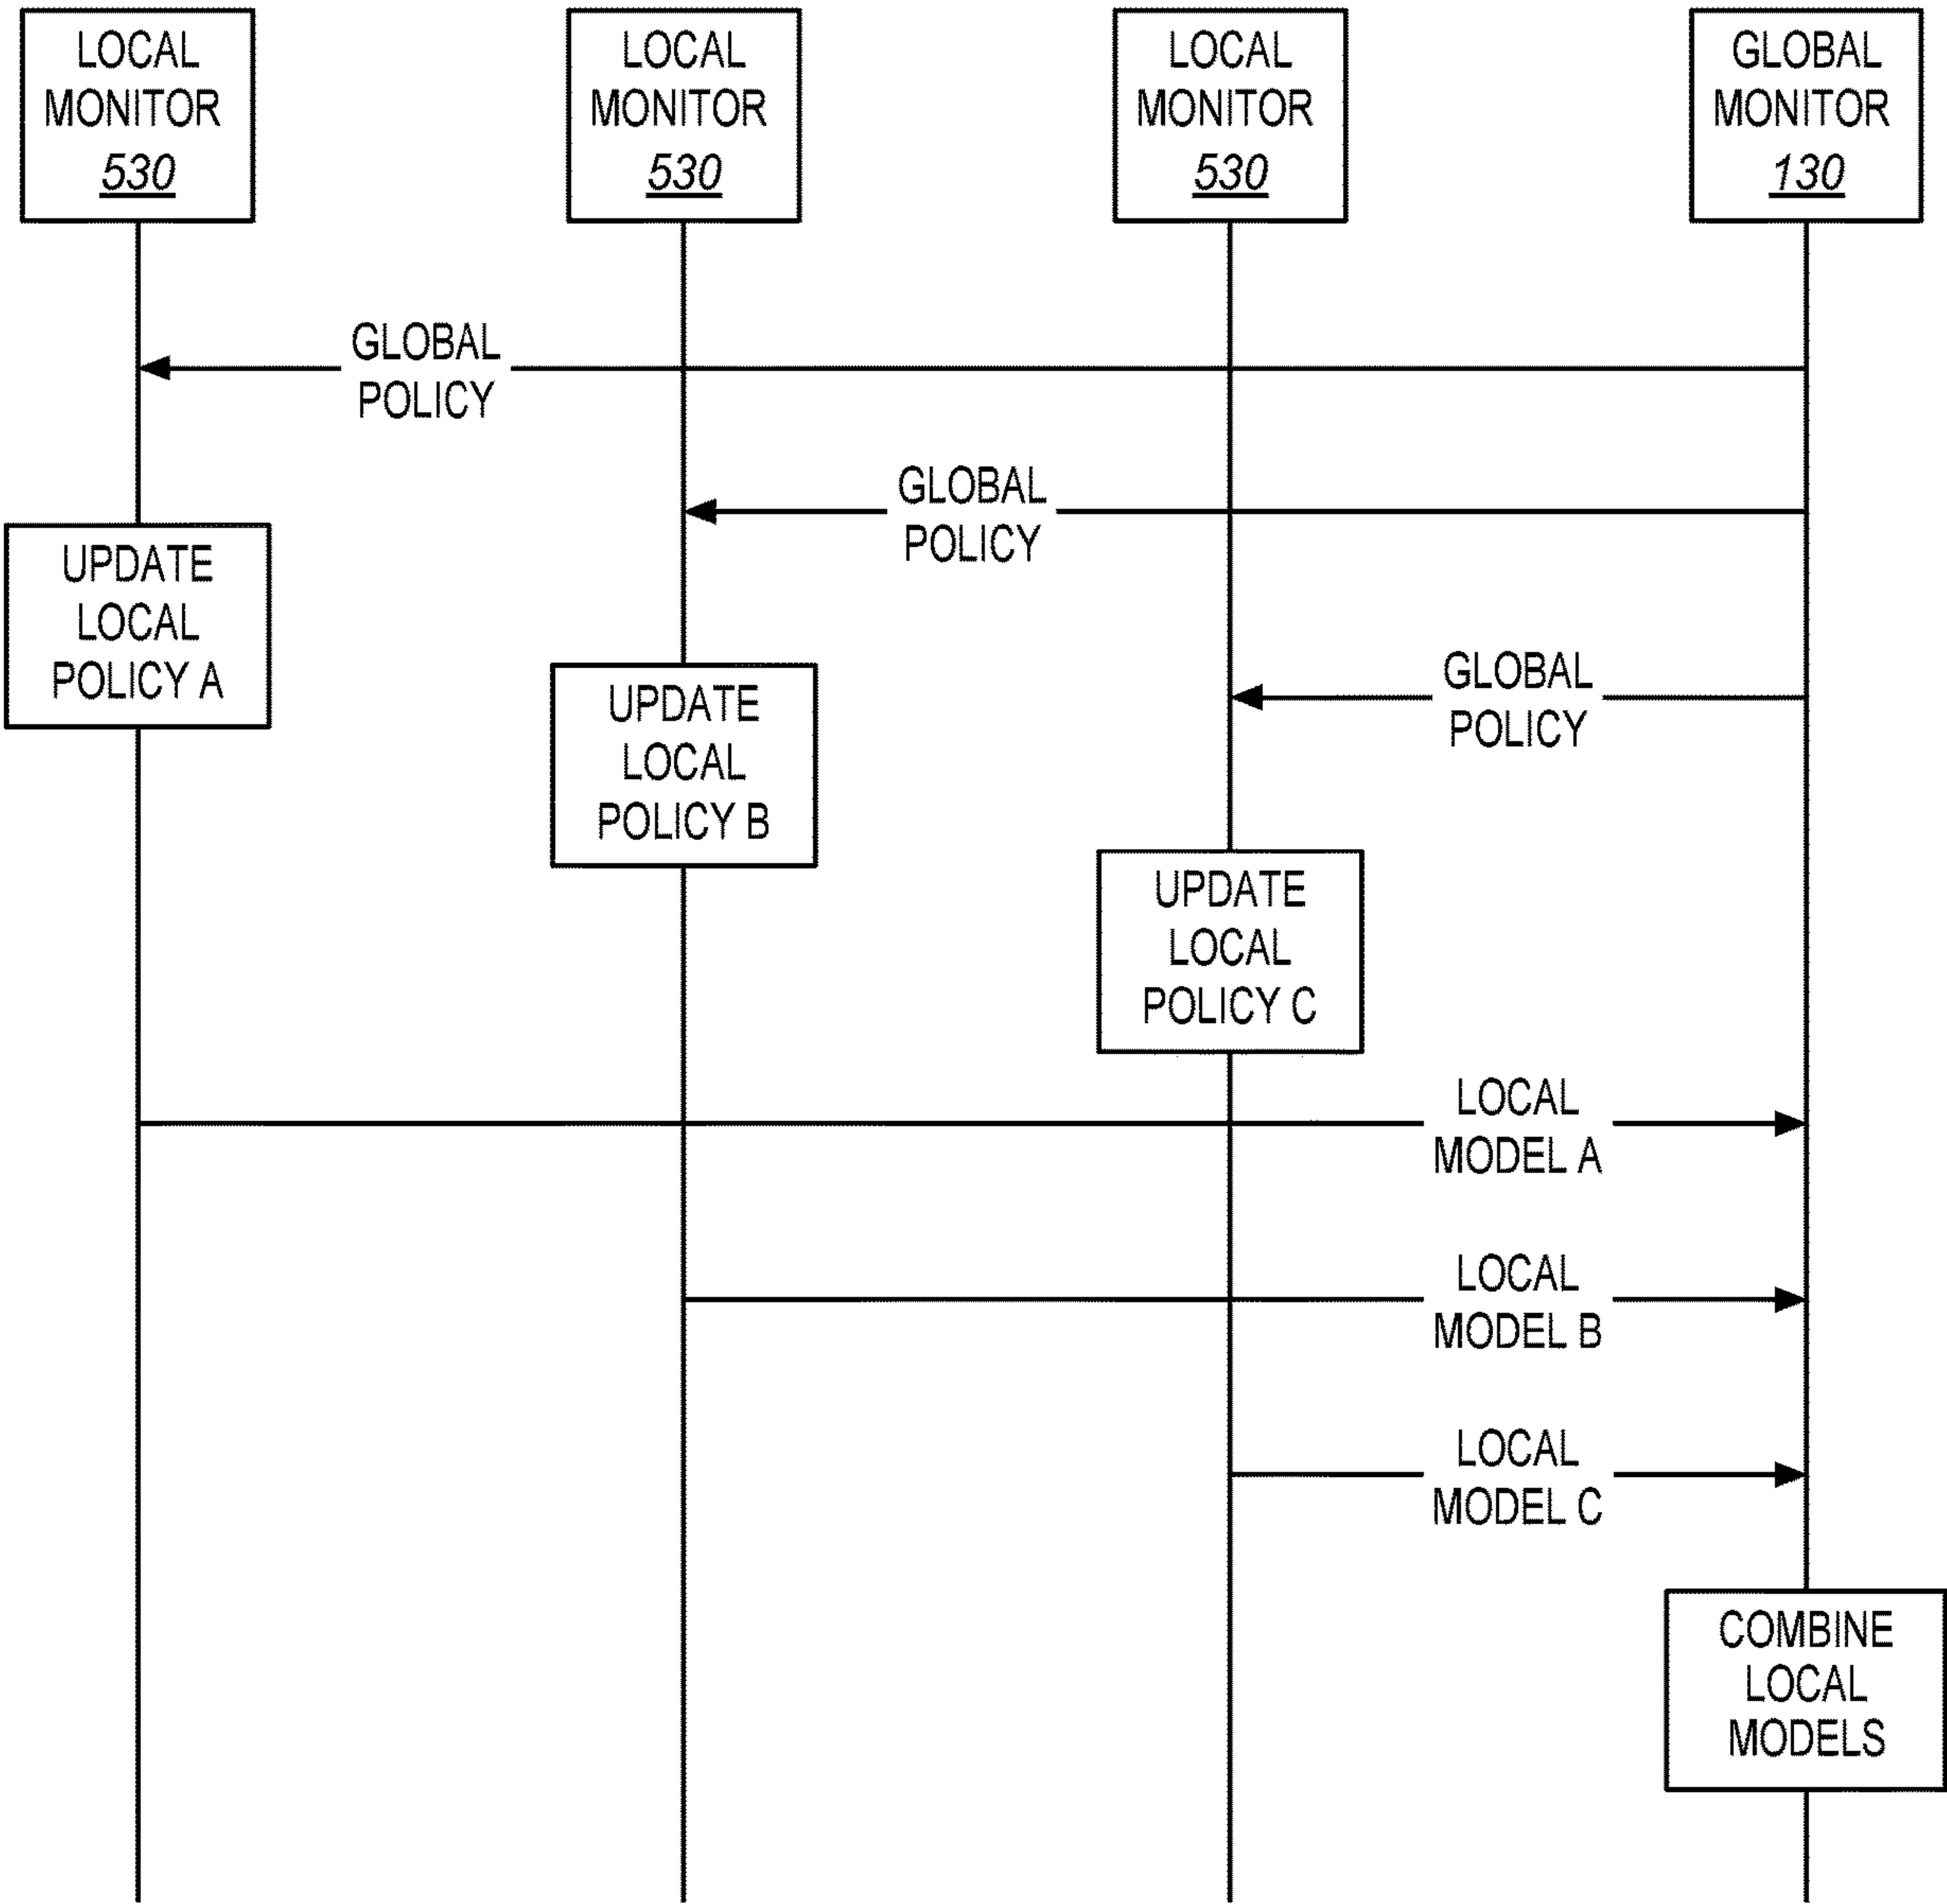 LOCAL
MONITOR
530
LOCAL
MONITOR
530
LOCAL
MONITOR
530
GLOBAL
MONITOR
130
GLOBAL
POLICY
GLOBAL
POLICY
UPDATE
LOCAL
POLICY A
GLOBAL
POLICY
UPDATE
LOCAL
POLICY B
UPDATE
LOCAL
POLICY C
LOCAL
MODEL A
LOCAL
MODEL B
LOCAL
MODEL C
COMBINE
LOCAL
MODELS